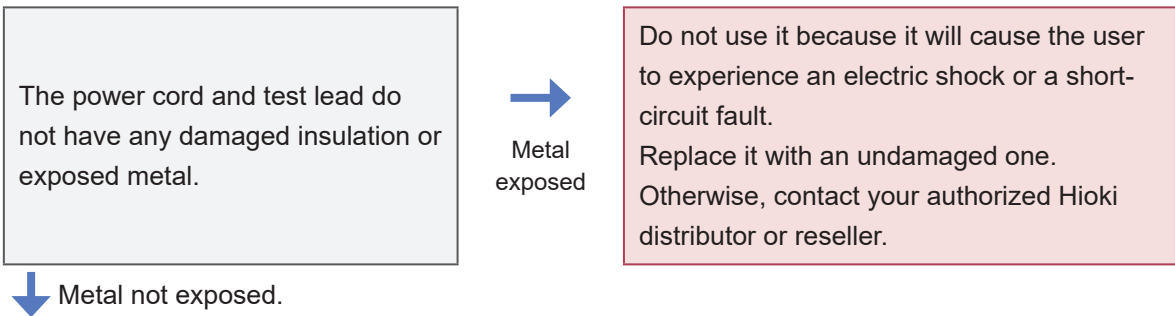 The power cord and test lead do
not have any damaged insulation or
exposed metal.
Metal
exposed
Do not use it because it will cause the user
to experience an electric shock or a short-
circuit fault.
Replace it with an undamaged one.
Otherwise, contact your authorized Hioki
distributor or reseller.
Metal not exposed.